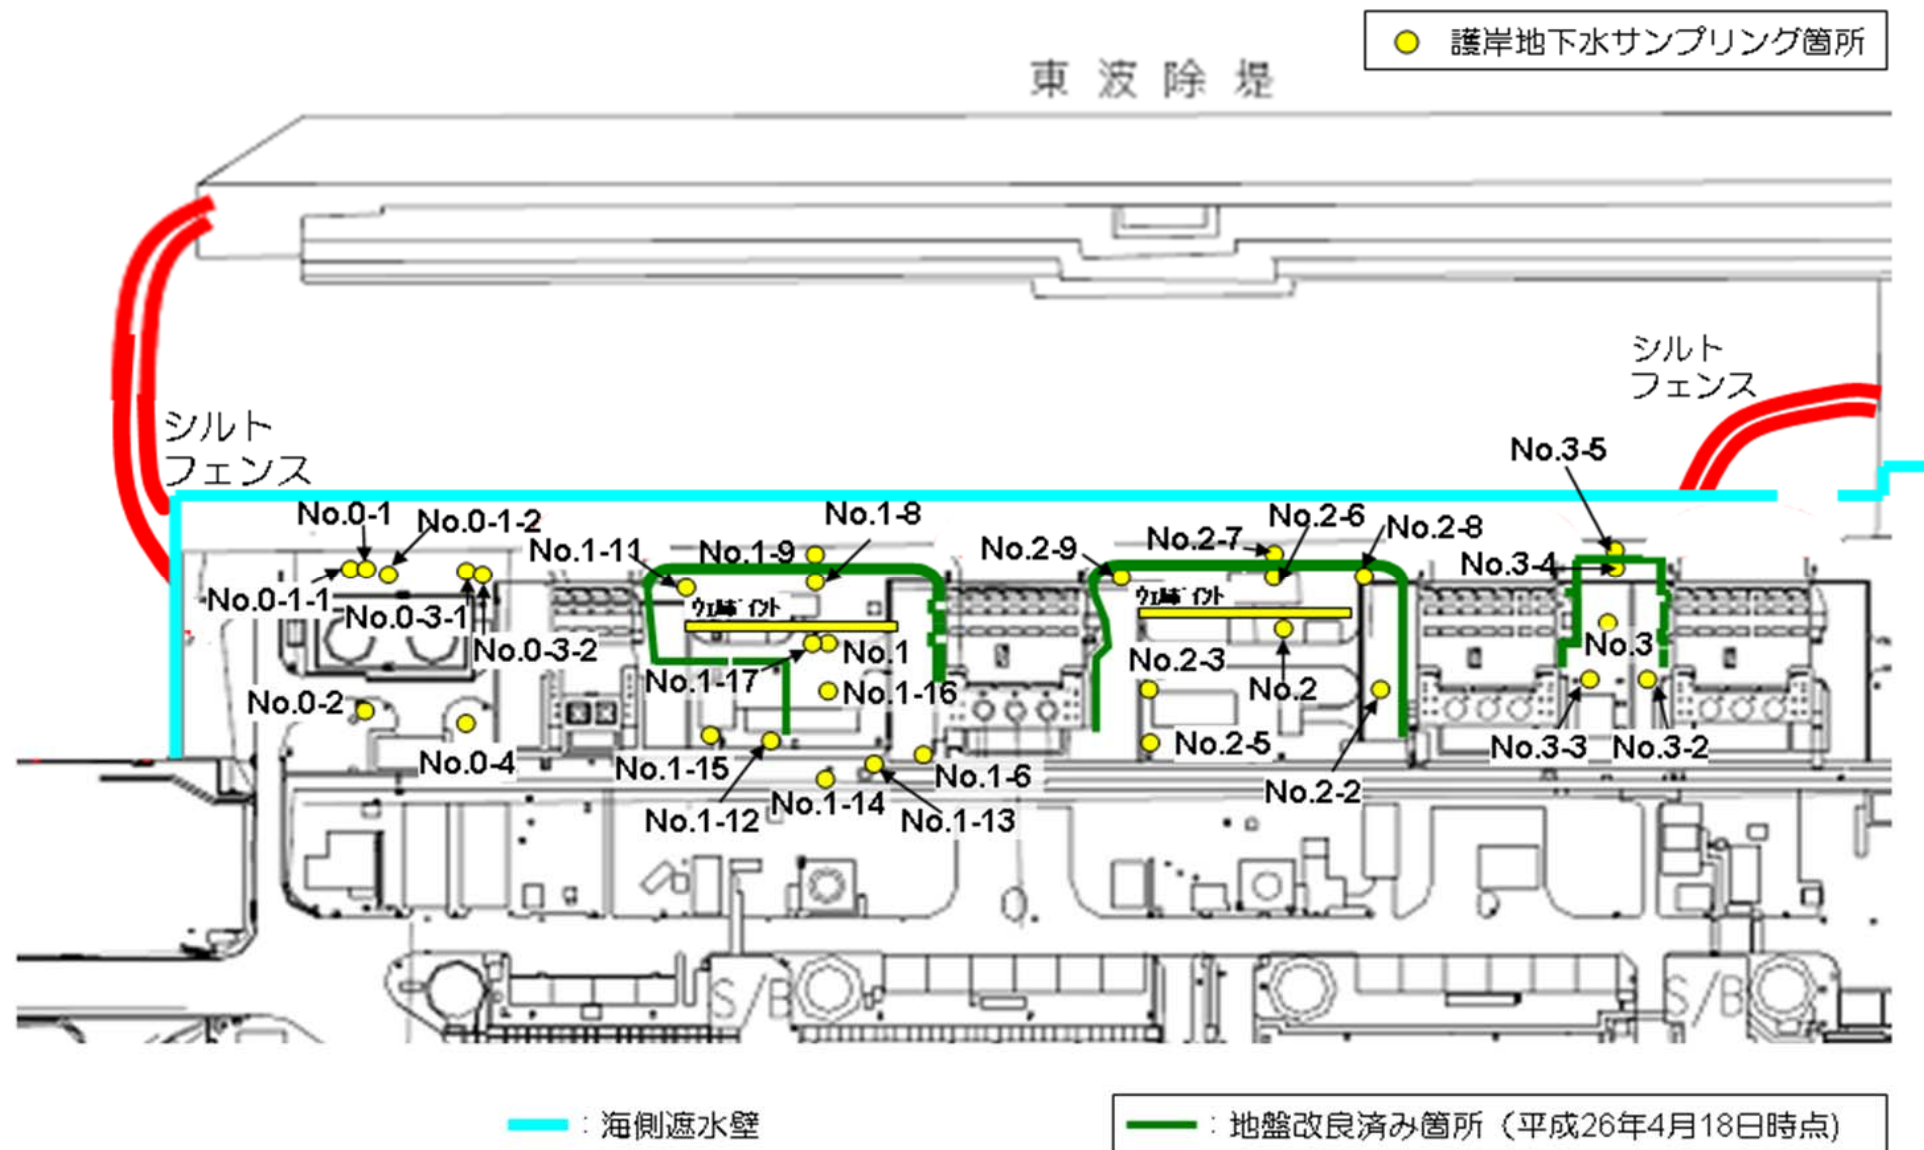 護岸地下水サンプリング箇所
東波除堤
シルト
フェンス
シルト
フェンス
No.3-5
No.0-1
No.0-1-2
No.1-8
No.2-6
No.2-8
No.1-11
No.1-9
No.2-9
No.2-7
No.3-4
No.0-1-1
No.0-3-1
ウェルポイント
ウェルポイント
No.0-3-2
No.1
No.3
No.1-17
No.1-16
No.2-3
No.2
No.0-2
No.0-4
No.1-15
No.1-6
No.2-5
No.3-3
No.3-2
No.1-12
No.1-14
No.1-13
No.2-2
S/B
S/B
:海側遮水壁
:地盤改良済み箇所(平成26年4月18日時点)